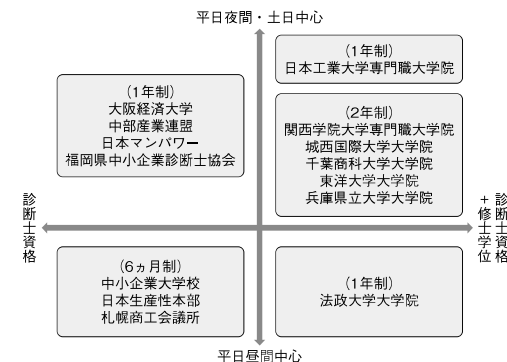 平日夜間・土日中心
(1年制)
日本工業大学専門職大学院
(1年制)
大阪経済大学
中部産業連盟
日本マンパワー
福岡県中小企業診断士協会
(2年制)
関西学院大学専門職大学院
城西国際大学大学院
千葉商科大学大学院
東洋大学大学院
兵庫県立大学大学院
診断士資格
診断士資格
+修士学位
(6ヵ月制)
中小企業大学校
日本生産性本部
札幌商工会議所
(1年制)
法政大学大学院
平日昼間中心